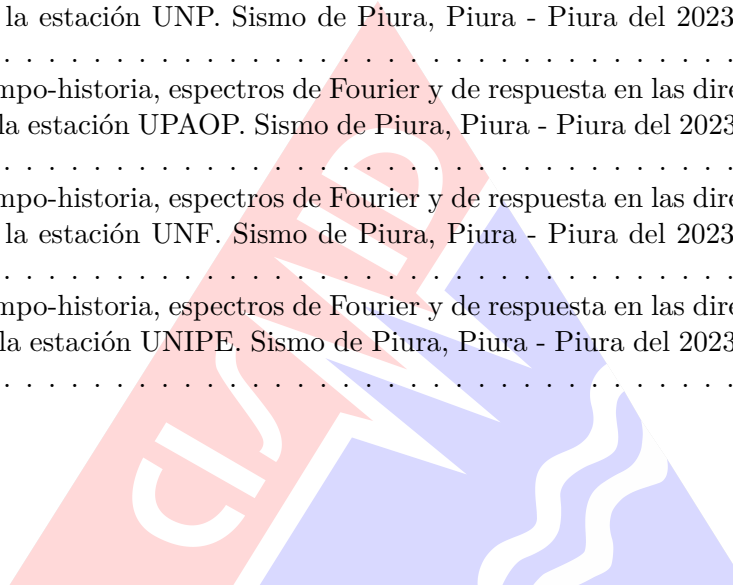 la estación UNP. Sismo de Piura, Piura - Piura del 2023
. . . . . . . . . . . . . . . . . . . . . . . . . . . . . . . . . .
mpo-historia, espectros de Fourier y de respuesta en las dire
la estación UPAOP. Sismo de Piura, Piura - Piura del 2023
. . . . . . . . . . . . . . . . . . . . . . . . . . . . . . . . . .
mpo-historia, espectros de Fourier y de respuesta en las dire
la estación UNF. Sismo de Piura, Piura - Piura del 2023
. . . . . . . . . . . . . . . . . . . . . . . . . . . . . . . . . .
mpo-historia, espectros de Fourier y de respuesta en las dire
la estación UNIPE. Sismo de Piura, Piura - Piura del 2023
. . . . . . . . . . . . . . . . . . . . . . . . . . . . . . . . . .
CISMID